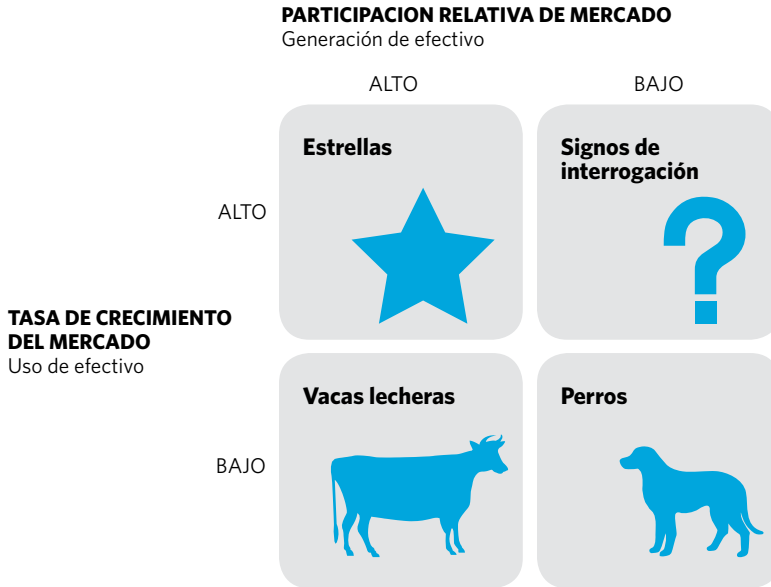 PARTICIPACION RELATIVA DE MERCADO
Generación de efectivo
ALTO
BAJO
Estrellas
Signos de
interrogación
ALTO
TASA DE CRECIMIENTO
DEL MERCADO
Uso de efectivo
Vacas lecheras
Perros
BAJO